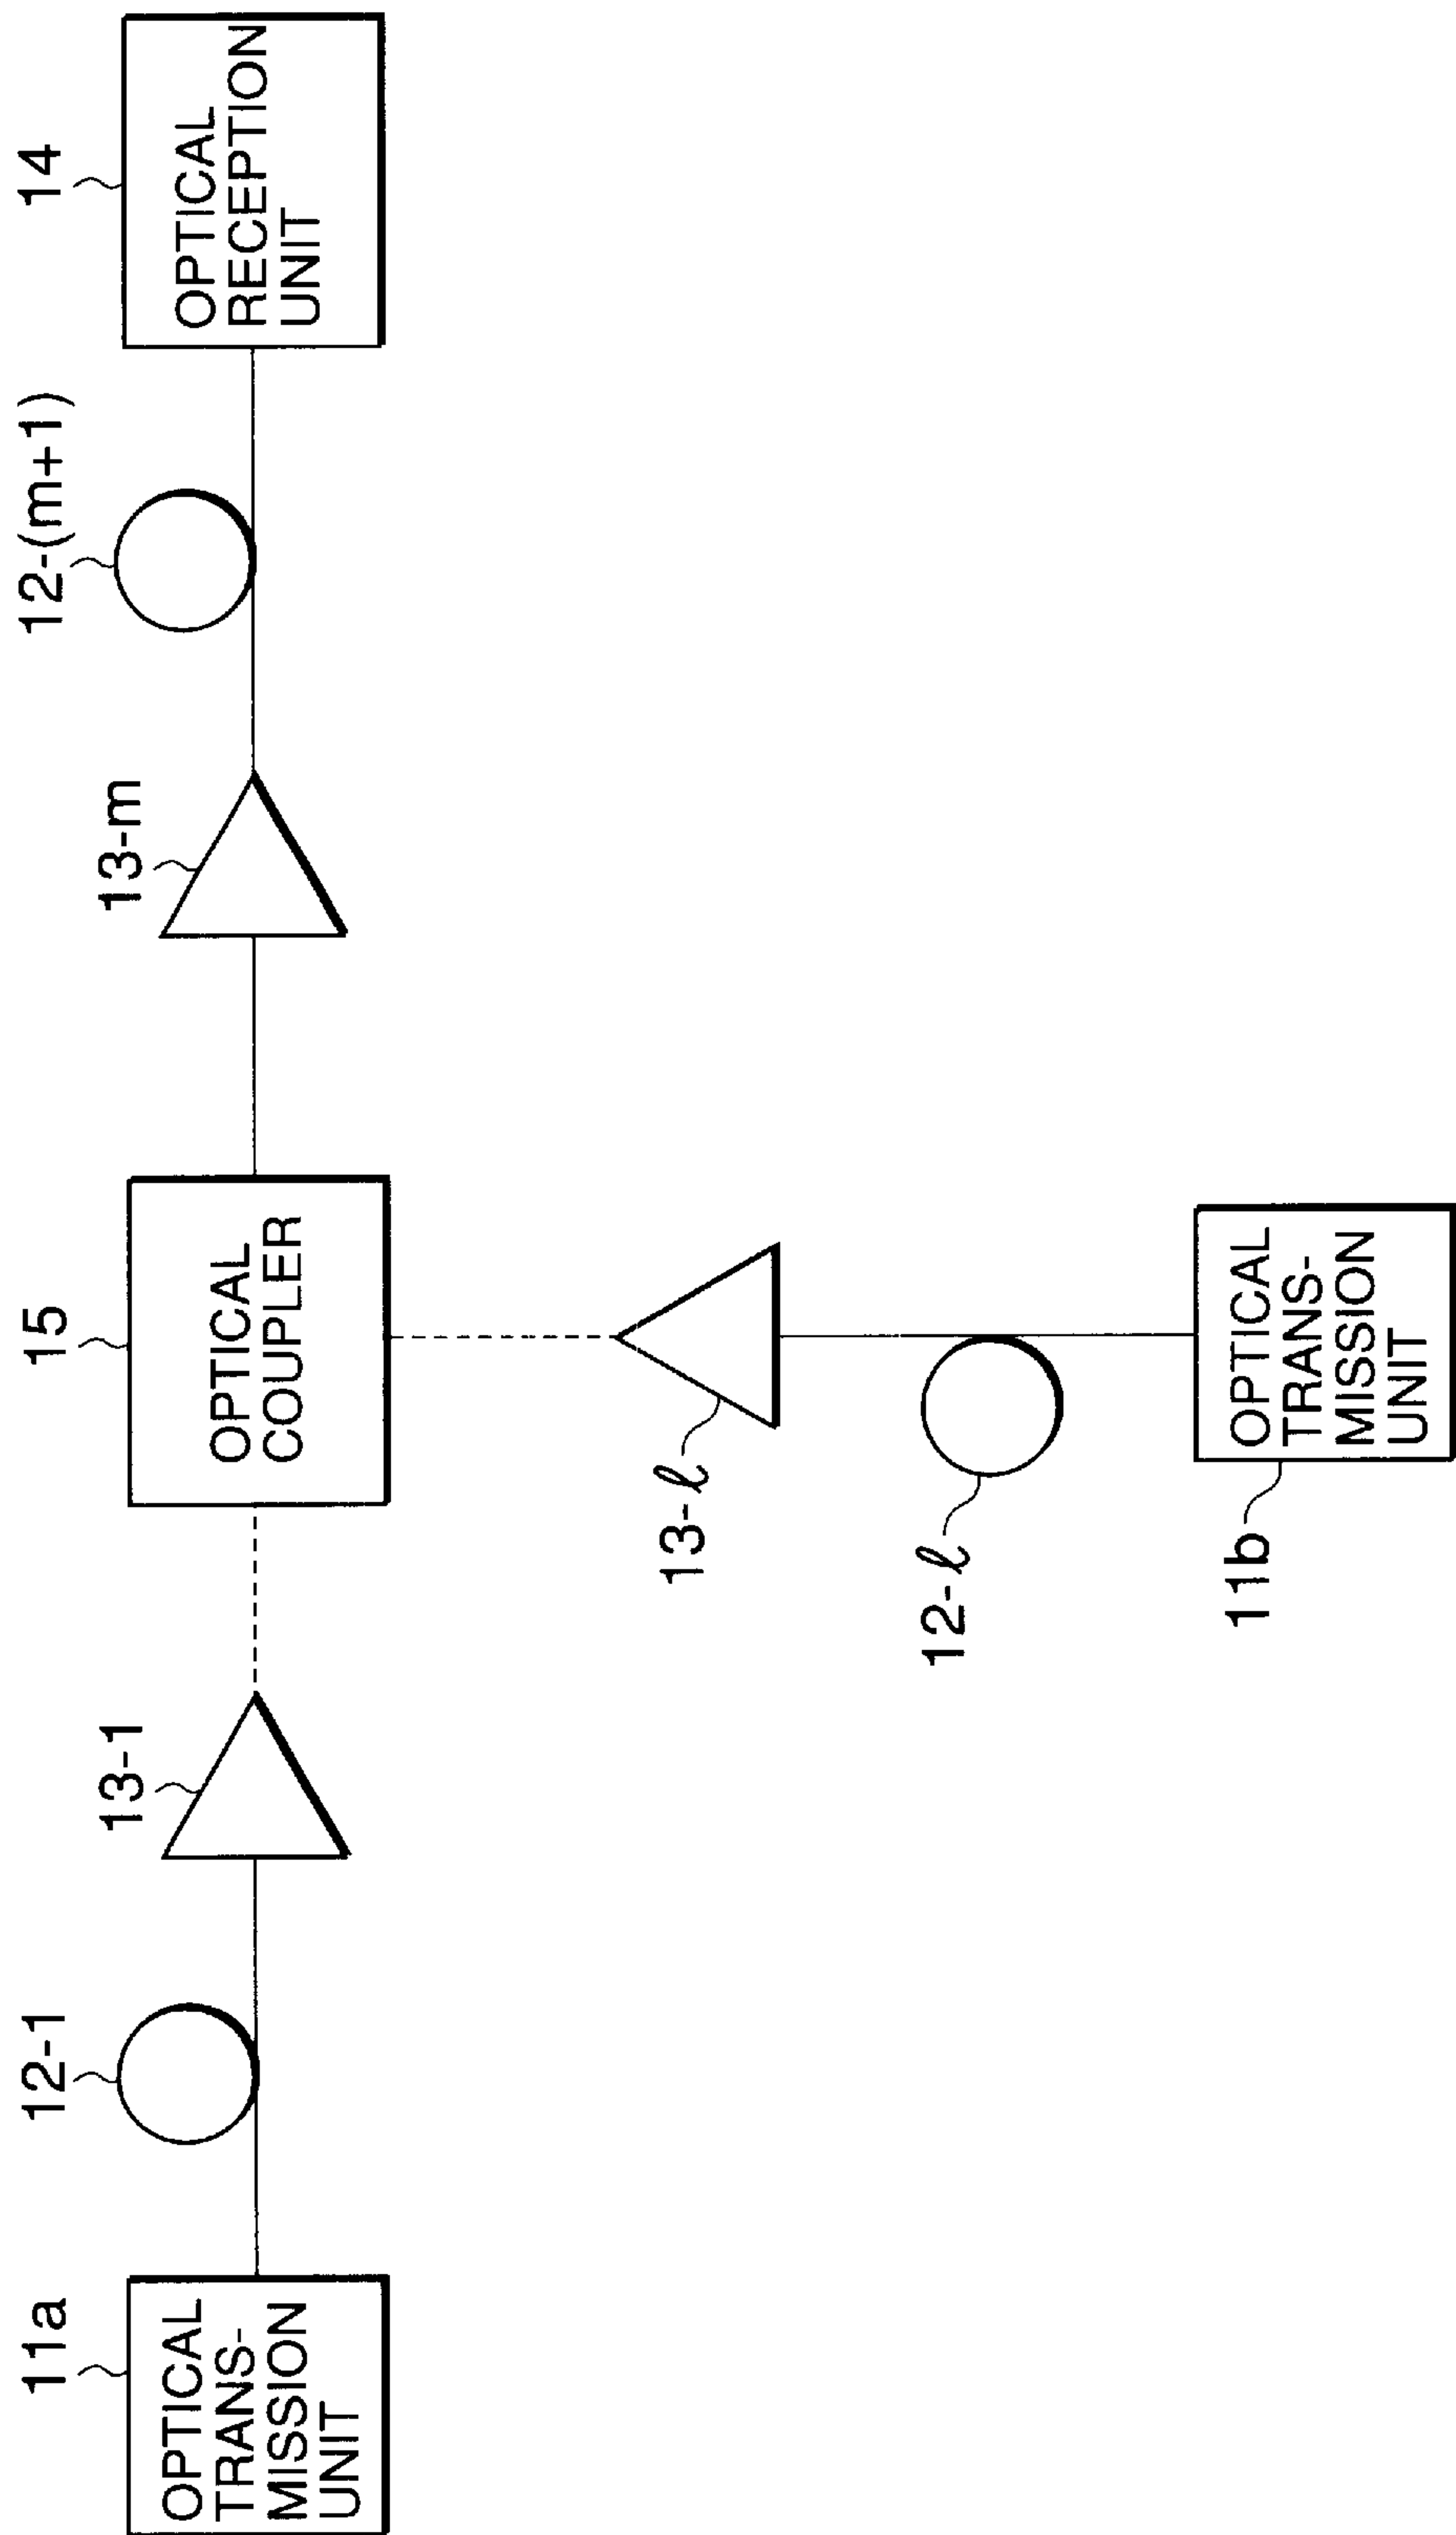 11a
OPTICAL
TRANS-
MISSION
UNIT
12-1
13-1
15
OPTICAL
COUPLER
13-m
12-(m+1)
14
OPTICAL
RECEPTION
UNIT
13-ℓ
12-ℓ
11b
OPTICAL
TRANS-
MISSION
UNIT